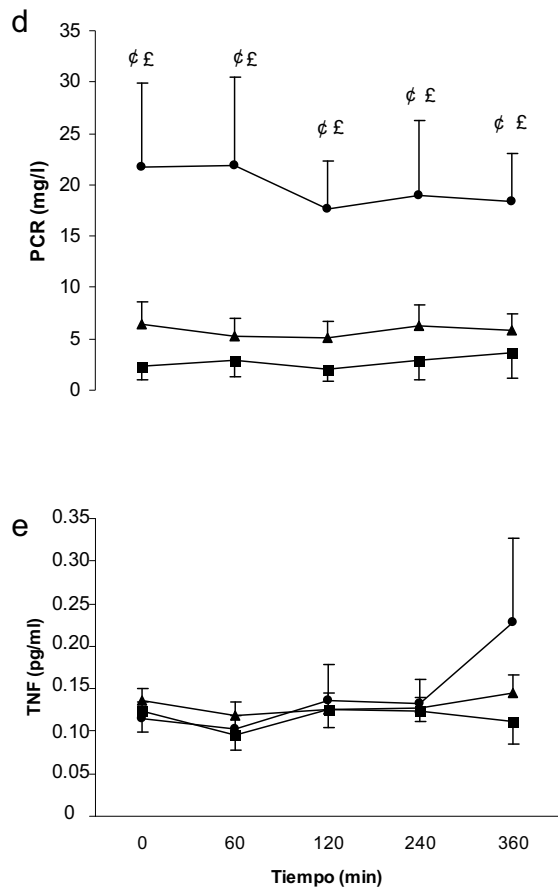 d
35
¢ £ ¢ £ ¢ £ ¢ £ ¢ £
30
25
20
15
10
5
0
PCR (mg/l)
e
0.35
0.30
0.25
0.20
0.15
0.10
0.05
0
TNF (pg/ml)
0 60 120 240 360
Tiempo (min)